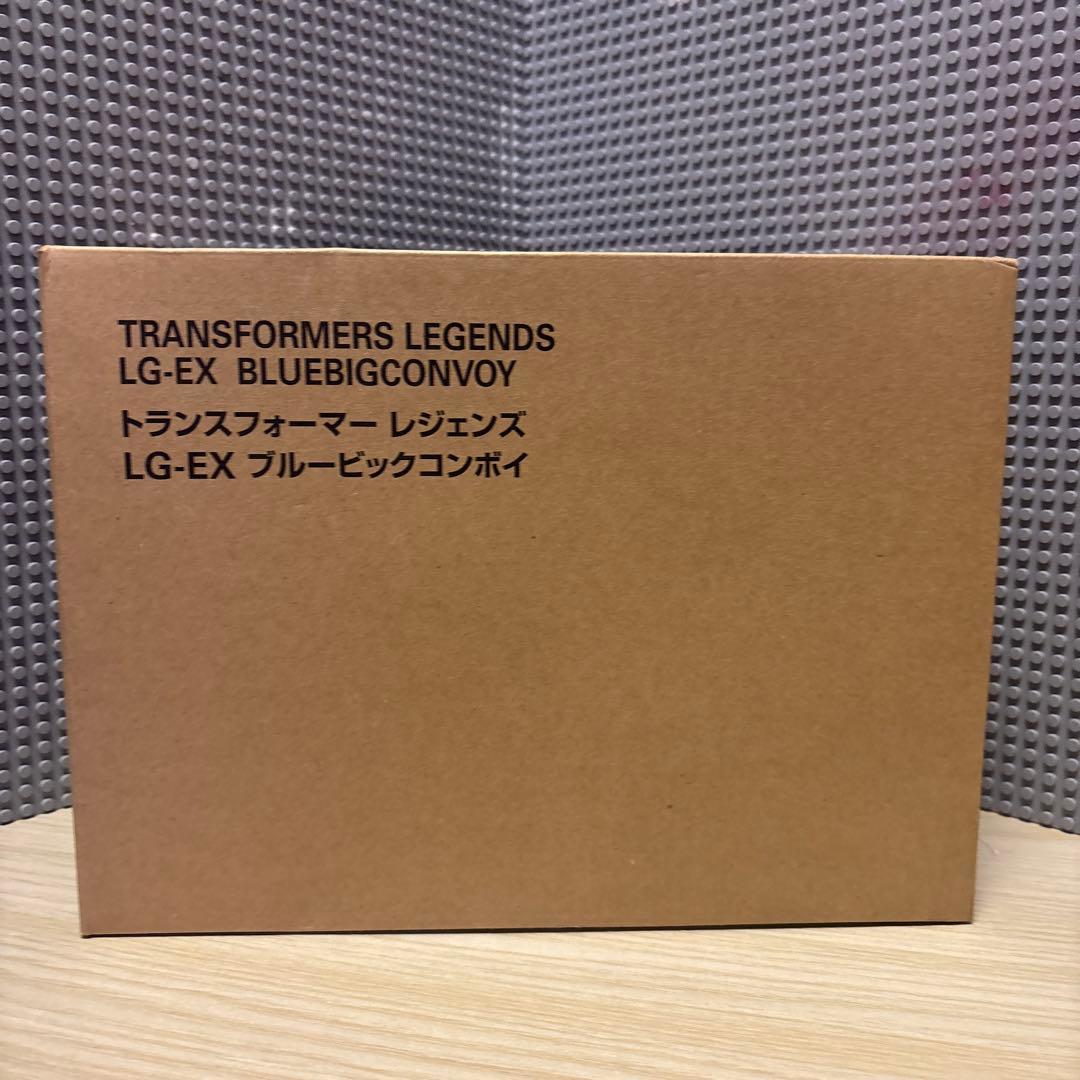 TRANSFORMERS LEGENDS
LG-EX BLUEBIGCONVOY
トランスフォーマー レジェンズ
LG-EX ブルービックコンボイ